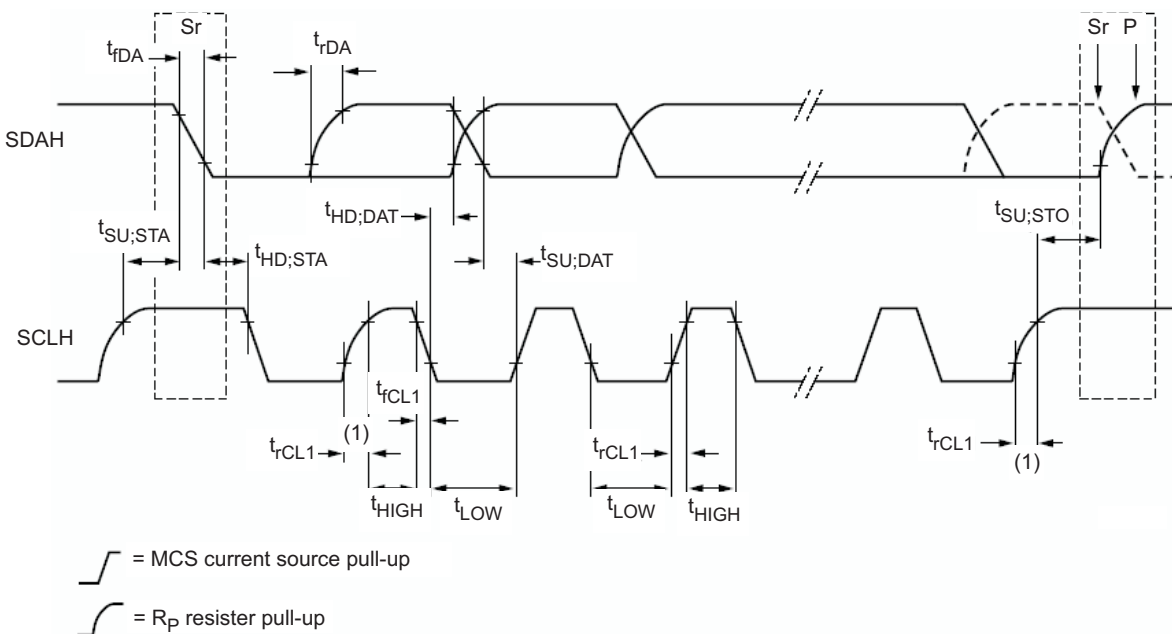 Sr
Sr P
tfDA
trDA
SDAH
tHD;DAT
tSU;STO
tSU;STA
tHD;STA
tSU;DAT
SCLH
tfCL1
(1)
trCL1
trCL1
trCL1
(1)
tHIGH
tLOW
tLOW
tHIGH
= MCS current source pull-up
= RP resister pull-up